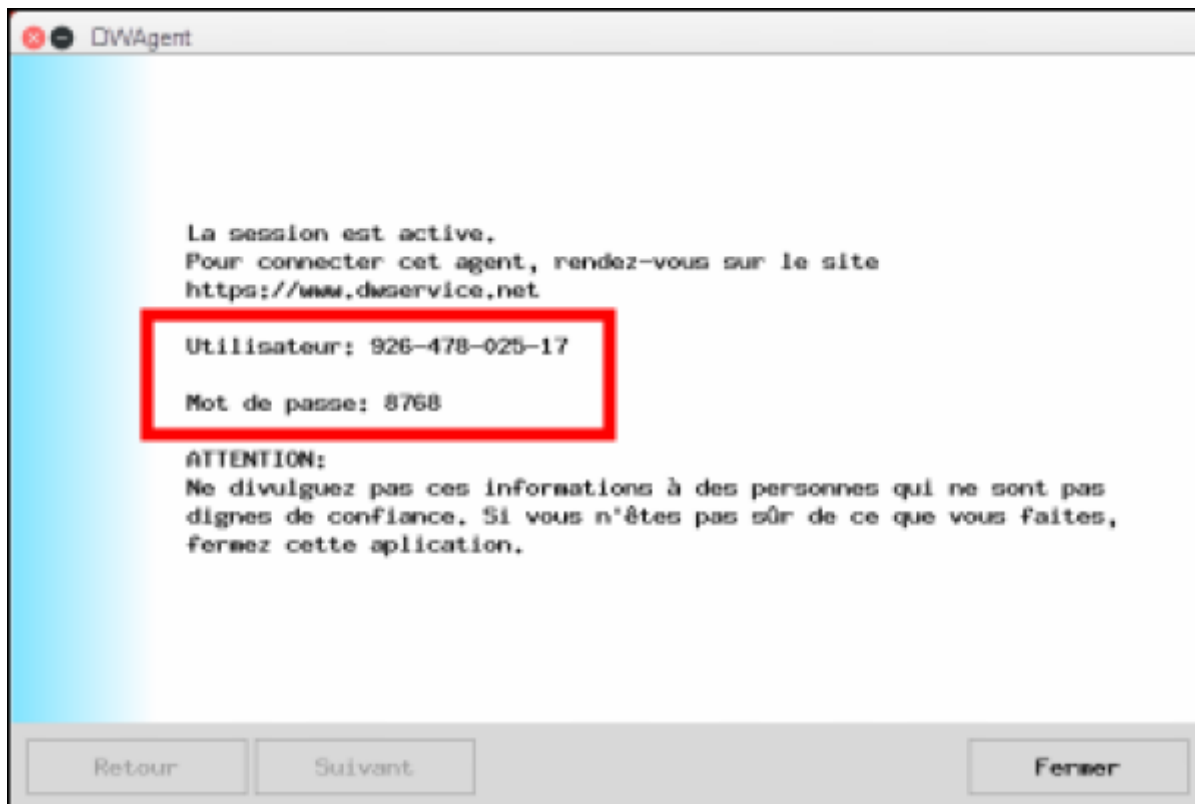 DWAgent
La session est active.
Pour connecter cet agent, rendez-vous sur le site
https://www.dwservice.net
Utilisateur: 926-478-025-17
Mot de passe: 8768
ATTENTION:
Ne divulguez pas ces informations à des personnes qui ne sont pas
dignes de confiance. Si vous n'êtes pas sûr de ce que vous faites,
fermez cette aplication.
Retour
Suivant
Fermer